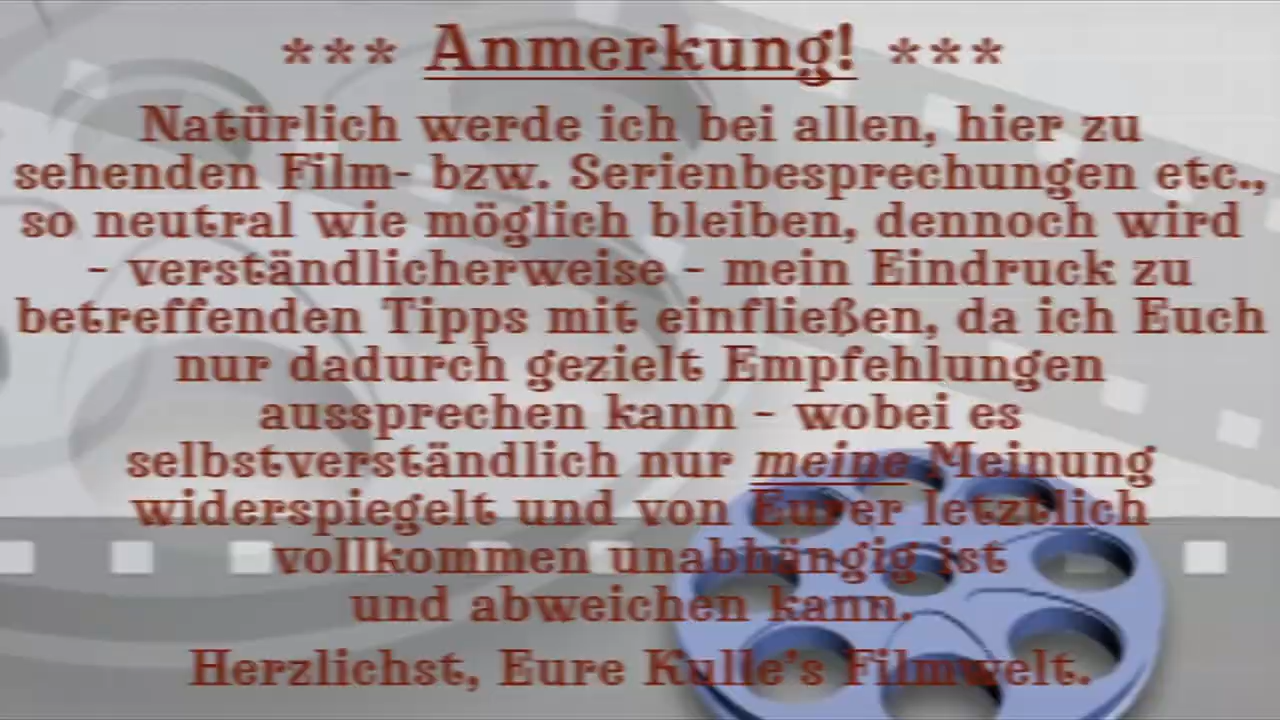 *** Anmerkung! ***
Natürlich werde ich bei allen, hier zu
sehenden Film- bzw. Serienbesprechungen etc.,
so neutral wie möglich bleiben, dennoch wird
- verständlicherweise - mein Eindruck zu
betreffenden Tipps mit einfließen, da ich Euch
nur dadurch gezielt Empfehlungen
aussprechen kann - wobei es
selbstverständlich nur meine Meinung
widerspiegelt und von Eurer letztlich
vollkommen unabhängig ist
und abweichen kann.
Herzlichst, Eure Kulle's Filmwelt.